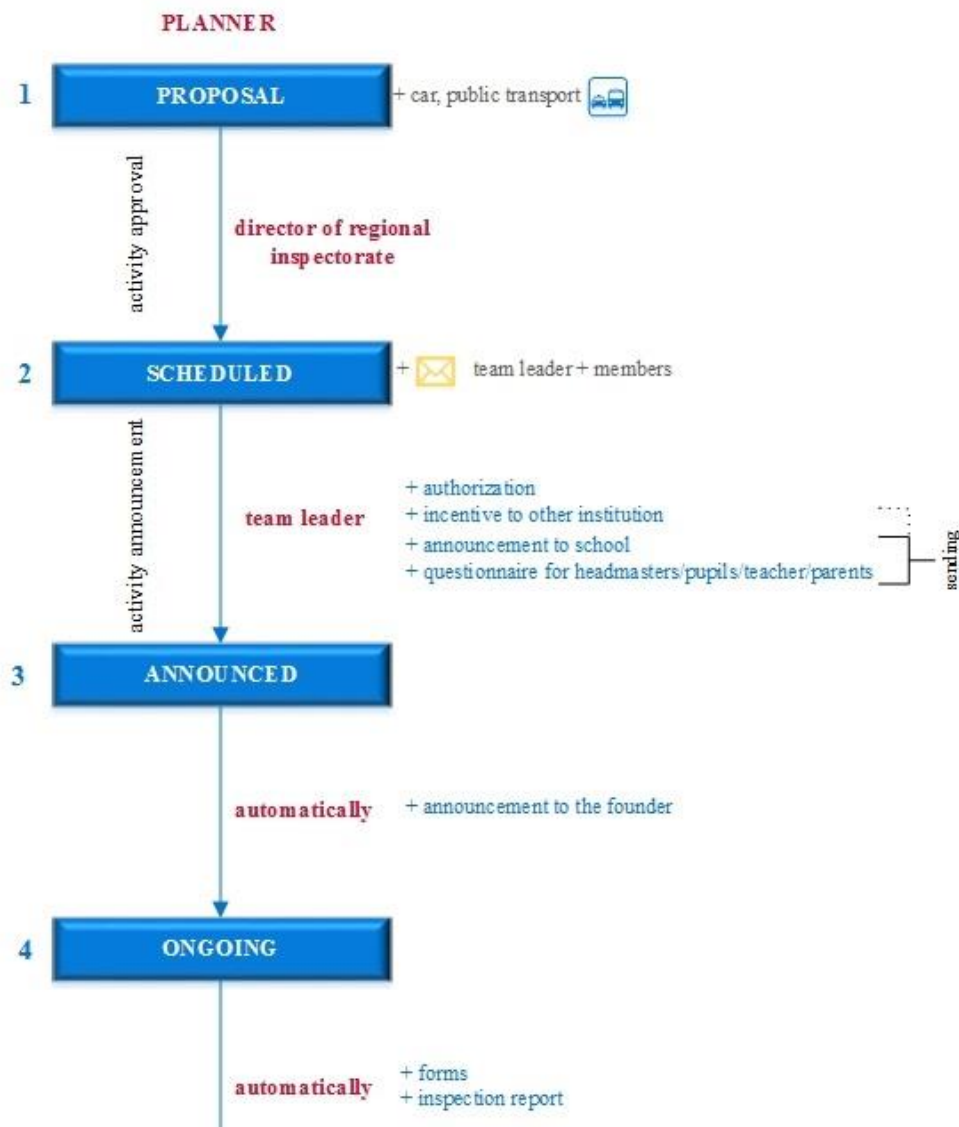 PLANNER
1
PROPOSAL
+ car, public transport
activity approval
director of regional
inspectorate
2
SCHEDULED
+ team leader + members
activity announcement
team leader
+ authorization
+ incentive to other institution
+ announcement to school
+ questionnaire for headmasters/pupils/teacher/parents
sending
3
ANNOUNCED
automatically
+ announcement to the founder
4
ONGOING
automatically
+ forms
+ inspection report